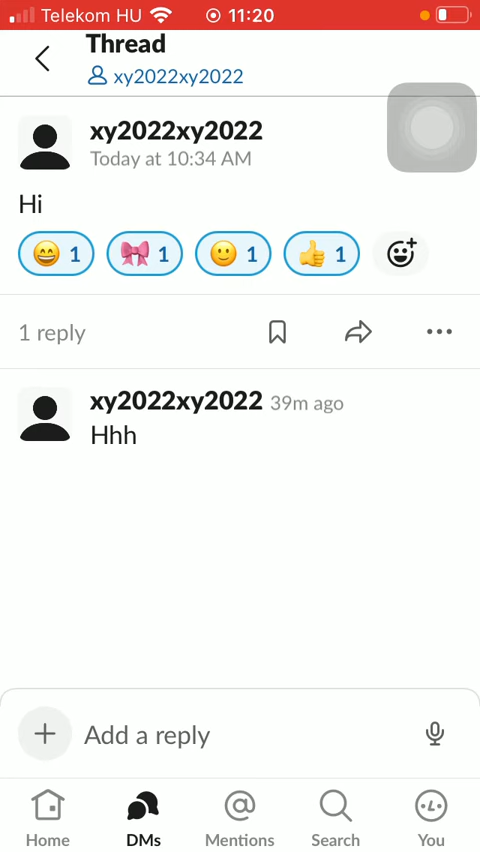 Telekom HU 11:20
Thread
xy2022xy2022
xy2022xy2022
Today at 10:34 AM
Hi
1 1 1 1
1 reply
xy2022xy2022 39m ago
Hhh
Add a reply
Home DMs Mentions Search You